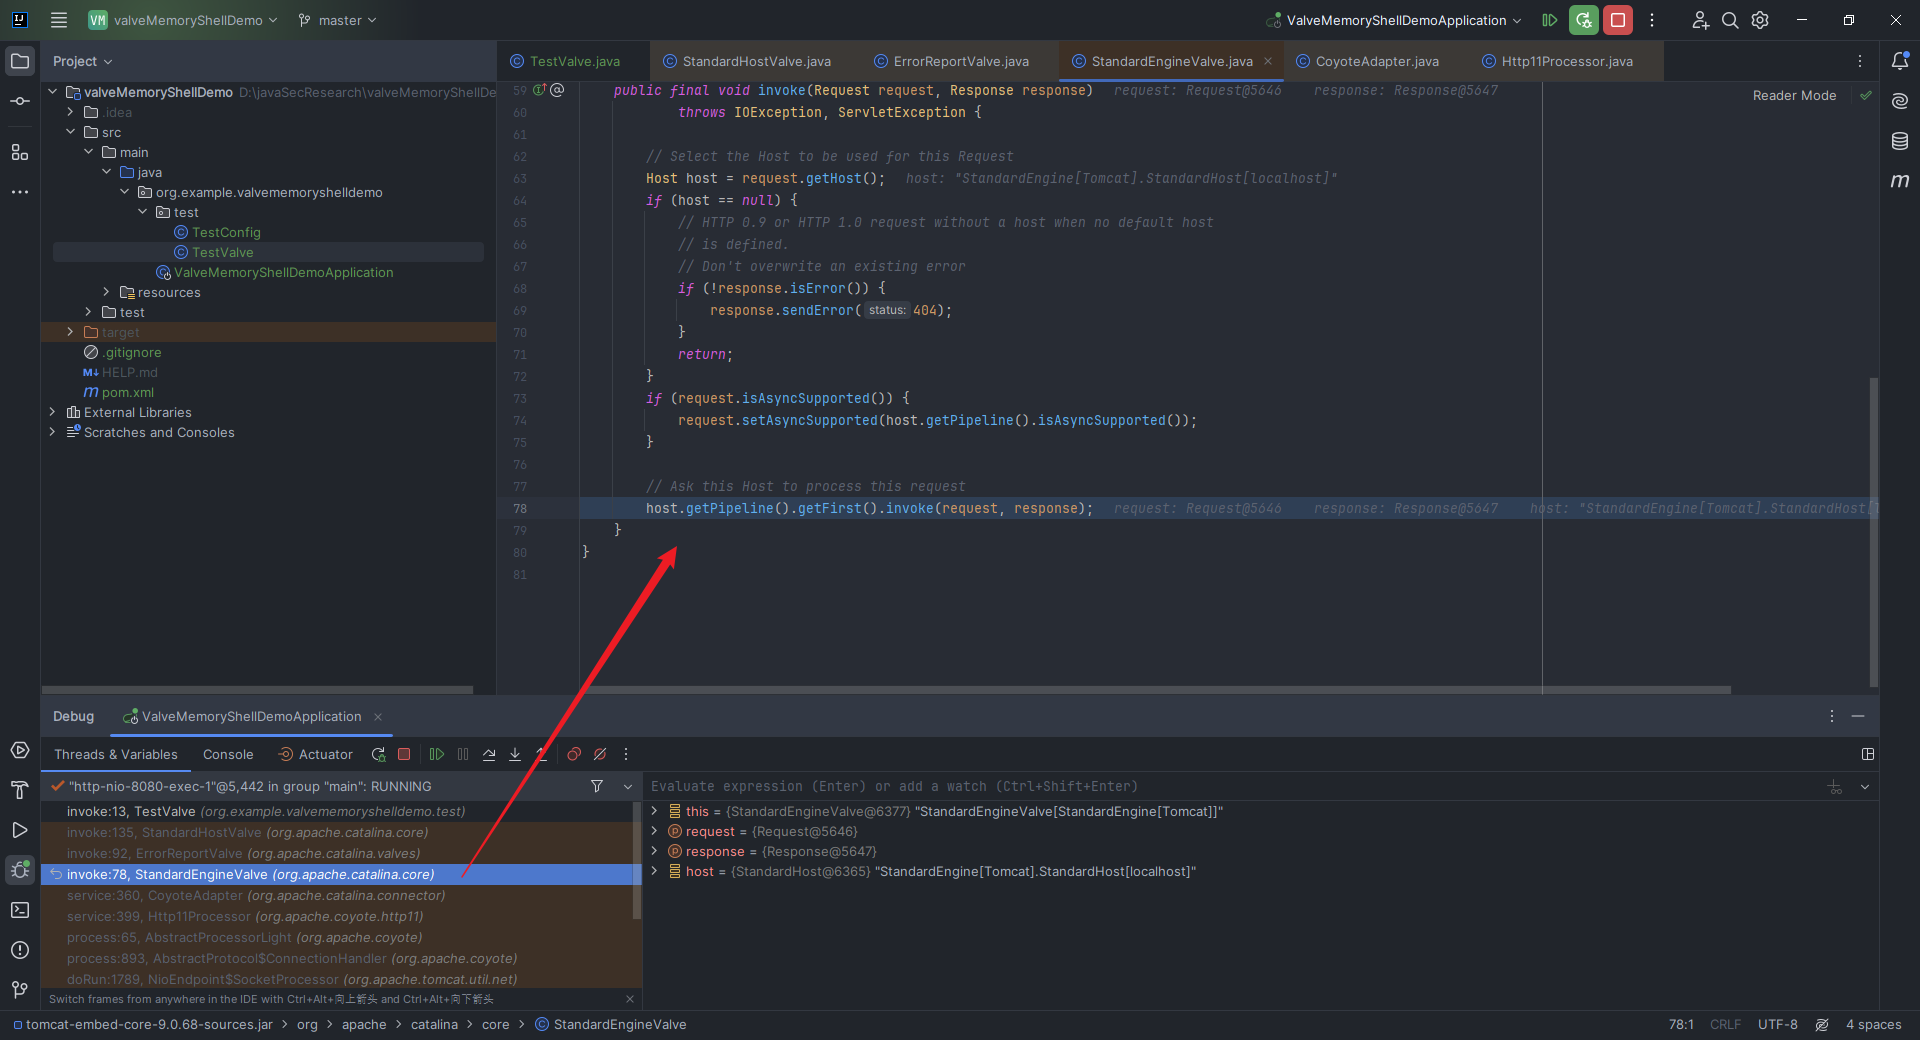 VM valveMemoryShellDemo master ValveMemoryShellDemoApplication
Project
TestValve.java StandardHostValve.java ErrorReportValve.java StandardEngineValve.java CoyoteAdapter.java Http11Processor.java
valveMemoryShellDemo D:\javaSecResearch\valveMemoryShellDe
.idea
src
main
java
org.example.valvememoryshelldemo
test
TestConfig
TestValve
ValveMemoryShellDemoApplication
resources
test
target
.gitignore
HELP.md
pom.xml
External Libraries
Scratches and Consoles
Reader Mode
59 public final void invoke(Request request, Response response) request: Request@5646 response: Response@5647
60 throws IOException, ServletException {
61
62 // Select the Host to be used for this Request
63 Host host = request.getHost(); host: "StandardEngine[Tomcat].StandardHost[localhost]"
64 if (host == null) {
65 // HTTP 0.9 or HTTP 1.0 request without a host when no default host
66 // is defined.
67 // Don't overwrite an existing error
68 if (!response.isError()) {
69 response.sendError( status: 404);
70 }
71 return;
72 }
73 if (request.isAsyncSupported()) {
74 request.setAsyncSupported(host.getPipeline().isAsyncSupported());
75 }
76
77 // Ask this Host to process this request
78 host.getPipeline().getFirst().invoke(request, response); request: Request@5646 response: Response@5647 host: "StandardEngine[Tomcat].StandardHost[l
79 }
80 }
81
Debug ValveMemoryShellDemoApplication
Threads & Variables Console Actuator
"http-nio-8080-exec-1"@5,442 in group "main": RUNNING
invoke:13, TestValve (org.example.valvememoryshelldemo.test)
invoke:135, StandardHostValve (org.apache.catalina.core)
invoke:92, ErrorReportValve (org.apache.catalina.valves)
invoke:78, StandardEngineValve (org.apache.catalina.core)
service:360, CoyoteAdapter (org.apache.catalina.connector)
service:399, Http11Processor (org.apache.coyote.http11)
process:65, AbstractProcessorLight (org.apache.coyote)
process:893, AbstractProtocol$ConnectionHandler (org.apache.coyote)
doRun:1789, NioEndpoint$SocketProcessor (org.apache.tomcat.util.net)
Switch frames from anywhere in the IDE with Ctrl+Alt+向上箭头 and Ctrl+Alt+向下箭头
Evaluate expression (Enter) or add a watch (Ctrl+Shift+Enter)
this = {StandardEngineValve@6377} "StandardEngineValve[StandardEngine[Tomcat]]"
request = {Request@5646}
response = {Response@5647}
host = {StandardHost@6365} "StandardEngine[Tomcat].StandardHost[localhost]"
tomcat-embed-core-9.0.68-sources.jar > org > apache > catalina > core > StandardEngineValve
78:1 CRLF UTF-8 4 spaces